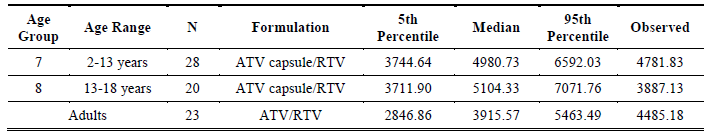 Age Group Age Range N Formulation 5th Percentile Median 95th Percentile Observed
7 2-13 years 28 ATV capsule/RTV 3744.64 4980.73 6592.03 4781.83
8 13-18 years 20 ATV capsule/RTV 3711.90 5104.33 7071.76 3887.13
Adults 23 ATV/RTV 2846.86 3915.57 5463.49 4485.18